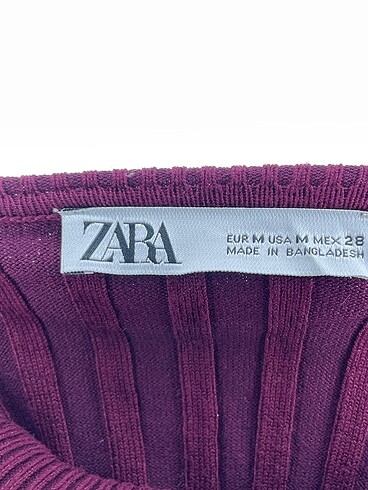 ZARA
EUR M USA M MEX 28
MADE IN BANGLADESH